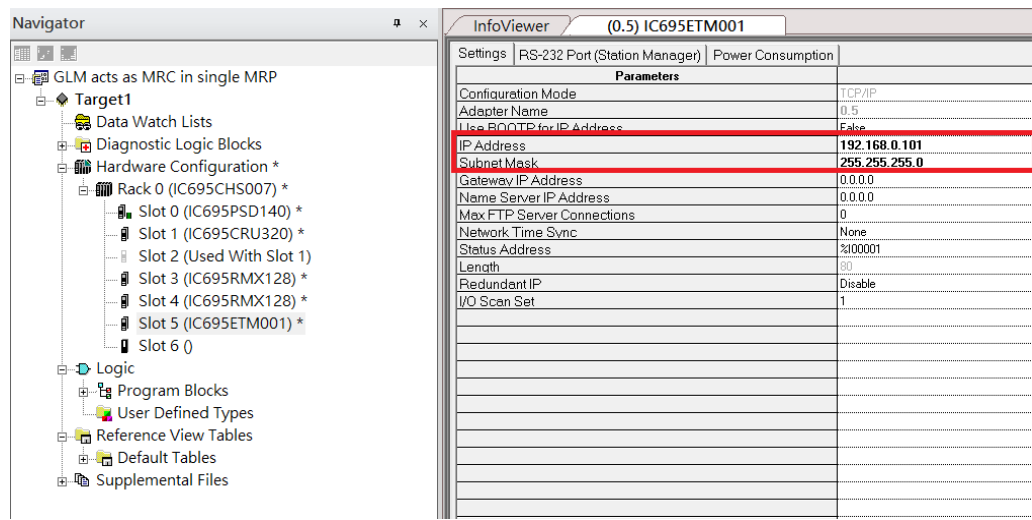 Navigator
GLM acts as MRC in single MRP
Target1
Data Watch Lists
Diagnostic Logic Blocks
Hardware Configuration *
Rack 0 (IC695CHS007) *
Slot 0 (IC695PSD140) *
Slot 1 (IC695CRU320) *
Slot 2 (Used With Slot 1)
Slot 3 (IC695RMX128) *
Slot 4 (IC695RMX128) *
Slot 5 (IC695ETM001) *
Slot 6 ()
Logic
Program Blocks
User Defined Types
Reference View Tables
Default Tables
Supplemental Files
InfoViewer (0.5) IC695ETM001
Settings RS-232 Port (Station Manager) Power Consumption
Parameters
Configuration Mode TCP/IP
Adapter Name 0.5
Use BOOTP for IP Address False
IP Address 192.168.0.101
Subnet Mask 255.255.255.0
Gateway IP Address 0.0.0.0
Name Server IP Address 0.0.0.0
Max FTP Server Connections 0
Network Time Sync None
Status Address %I00001
Length 80
Redundant IP Disable
I/O Scan Set 1